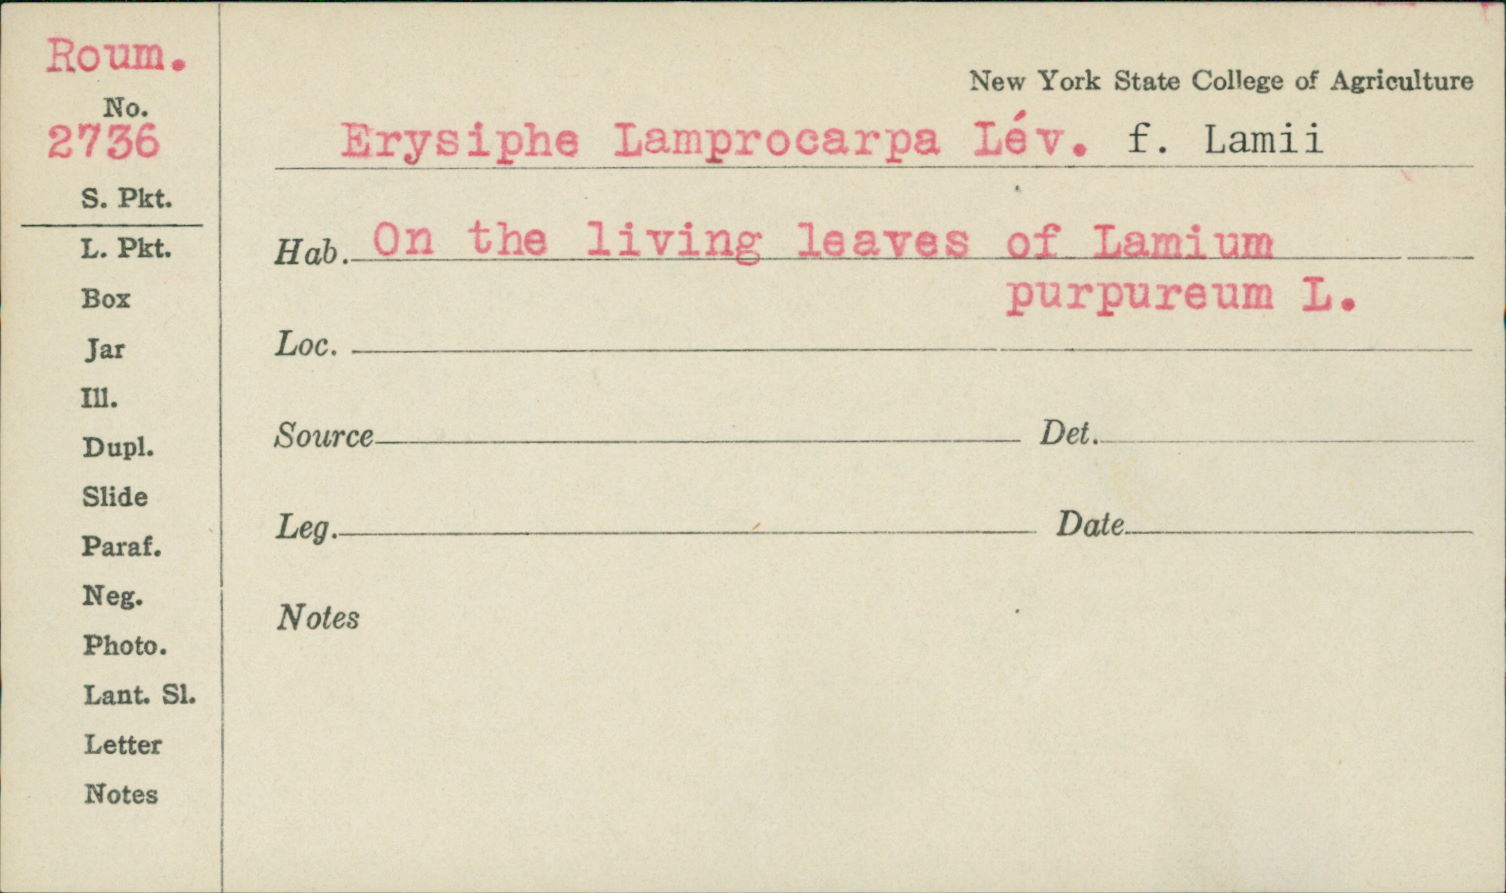 Roum.
No.
2736
S. Pkt.
L. Pkt.
Box
Jar
Ill.
Dupl.
Slide
Paraf.
Neg.
Photo.
Lant. Sl.
Letter
Notes
New York State College of Agriculture
Erysiphe Lamprocarpa Lév. f. Lamii
Hab. On the living leaves of Lamium
purpureum L.
Loc.
Source Det.
Leg. Date
Notes